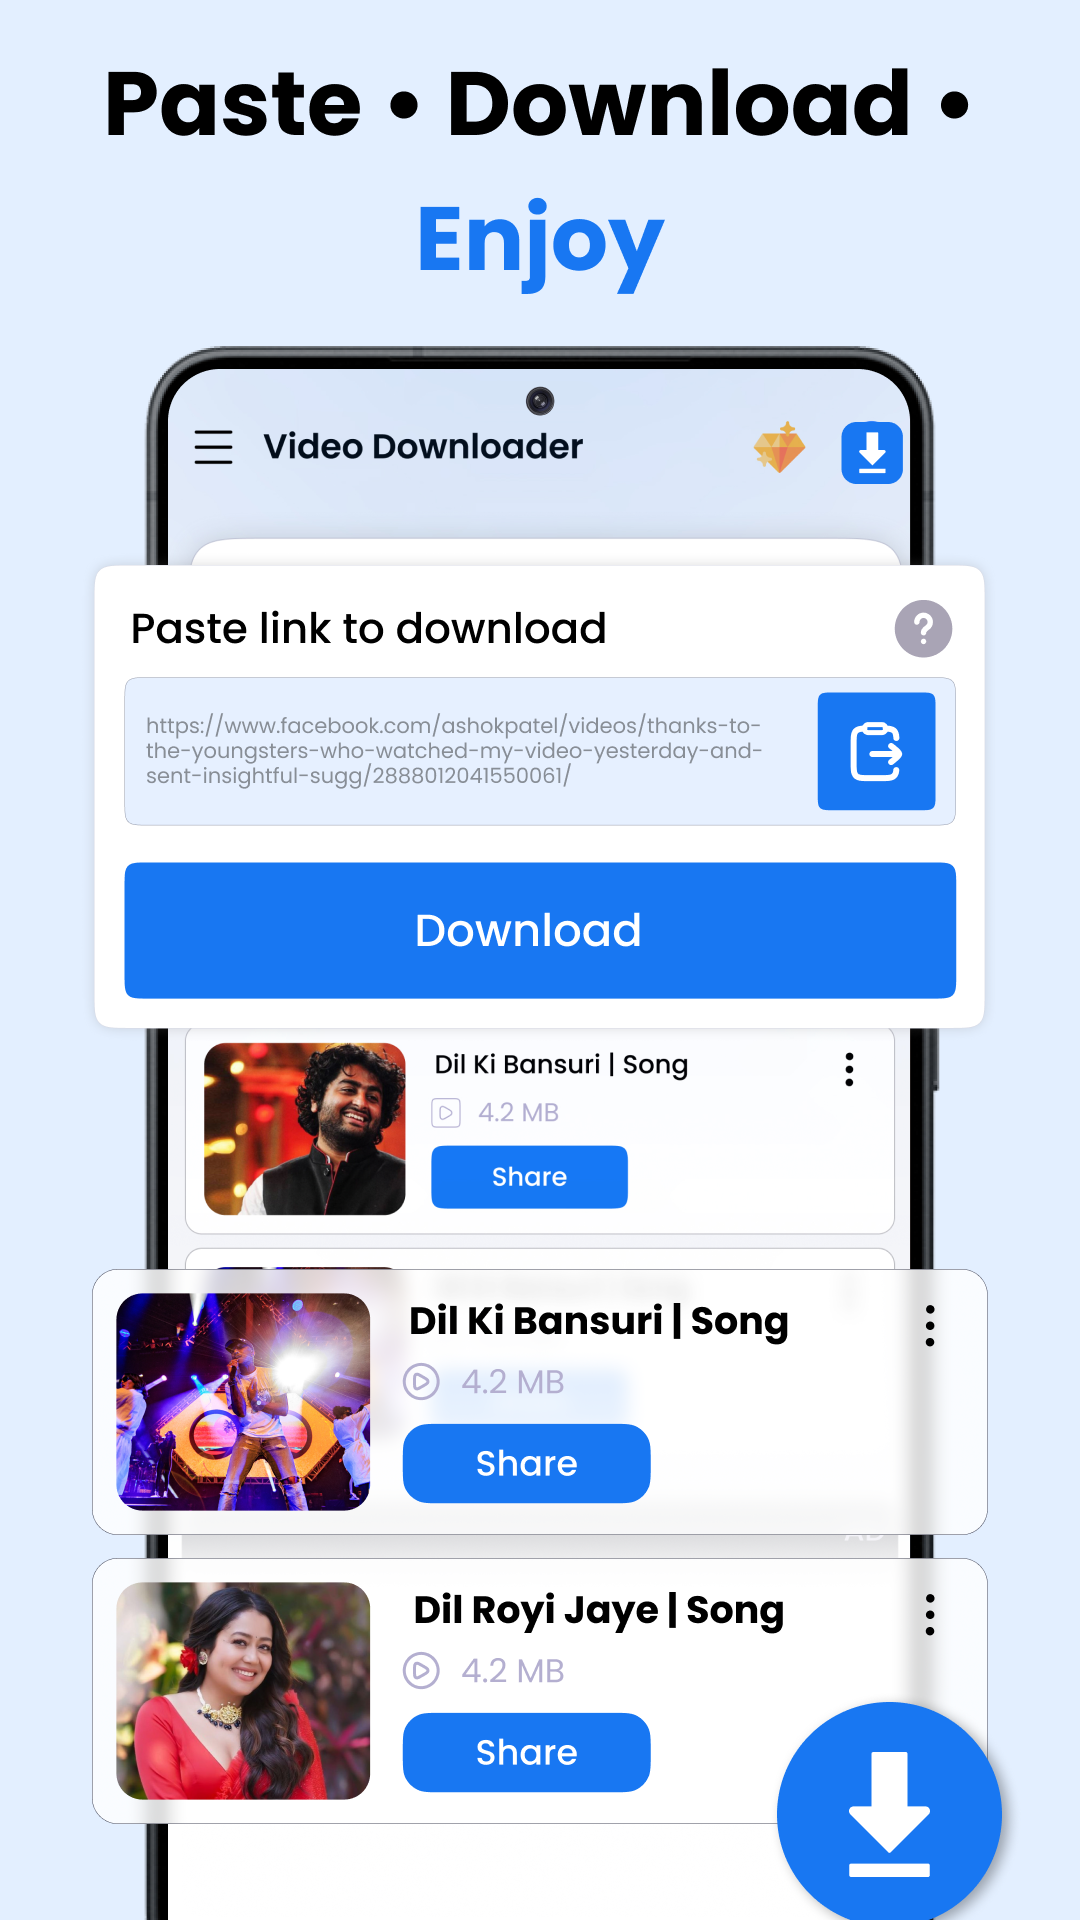 Paste • Download •
Enjoy
Video Downloader
Paste link to download
?
https://www.facebook.com/ashokpatel/videos/thanks-to-
the-youngsters-who-watched-my-video-yesterday-and-
sent-insightful-sugg/2888012041550061/
Download
Dil Ki Bansuri | Song
4.2 MB
Share
Dil Ki Bansuri | Song
4.2 MB
Share
AD
Dil Royi Jaye | Song
4.2 MB
Share